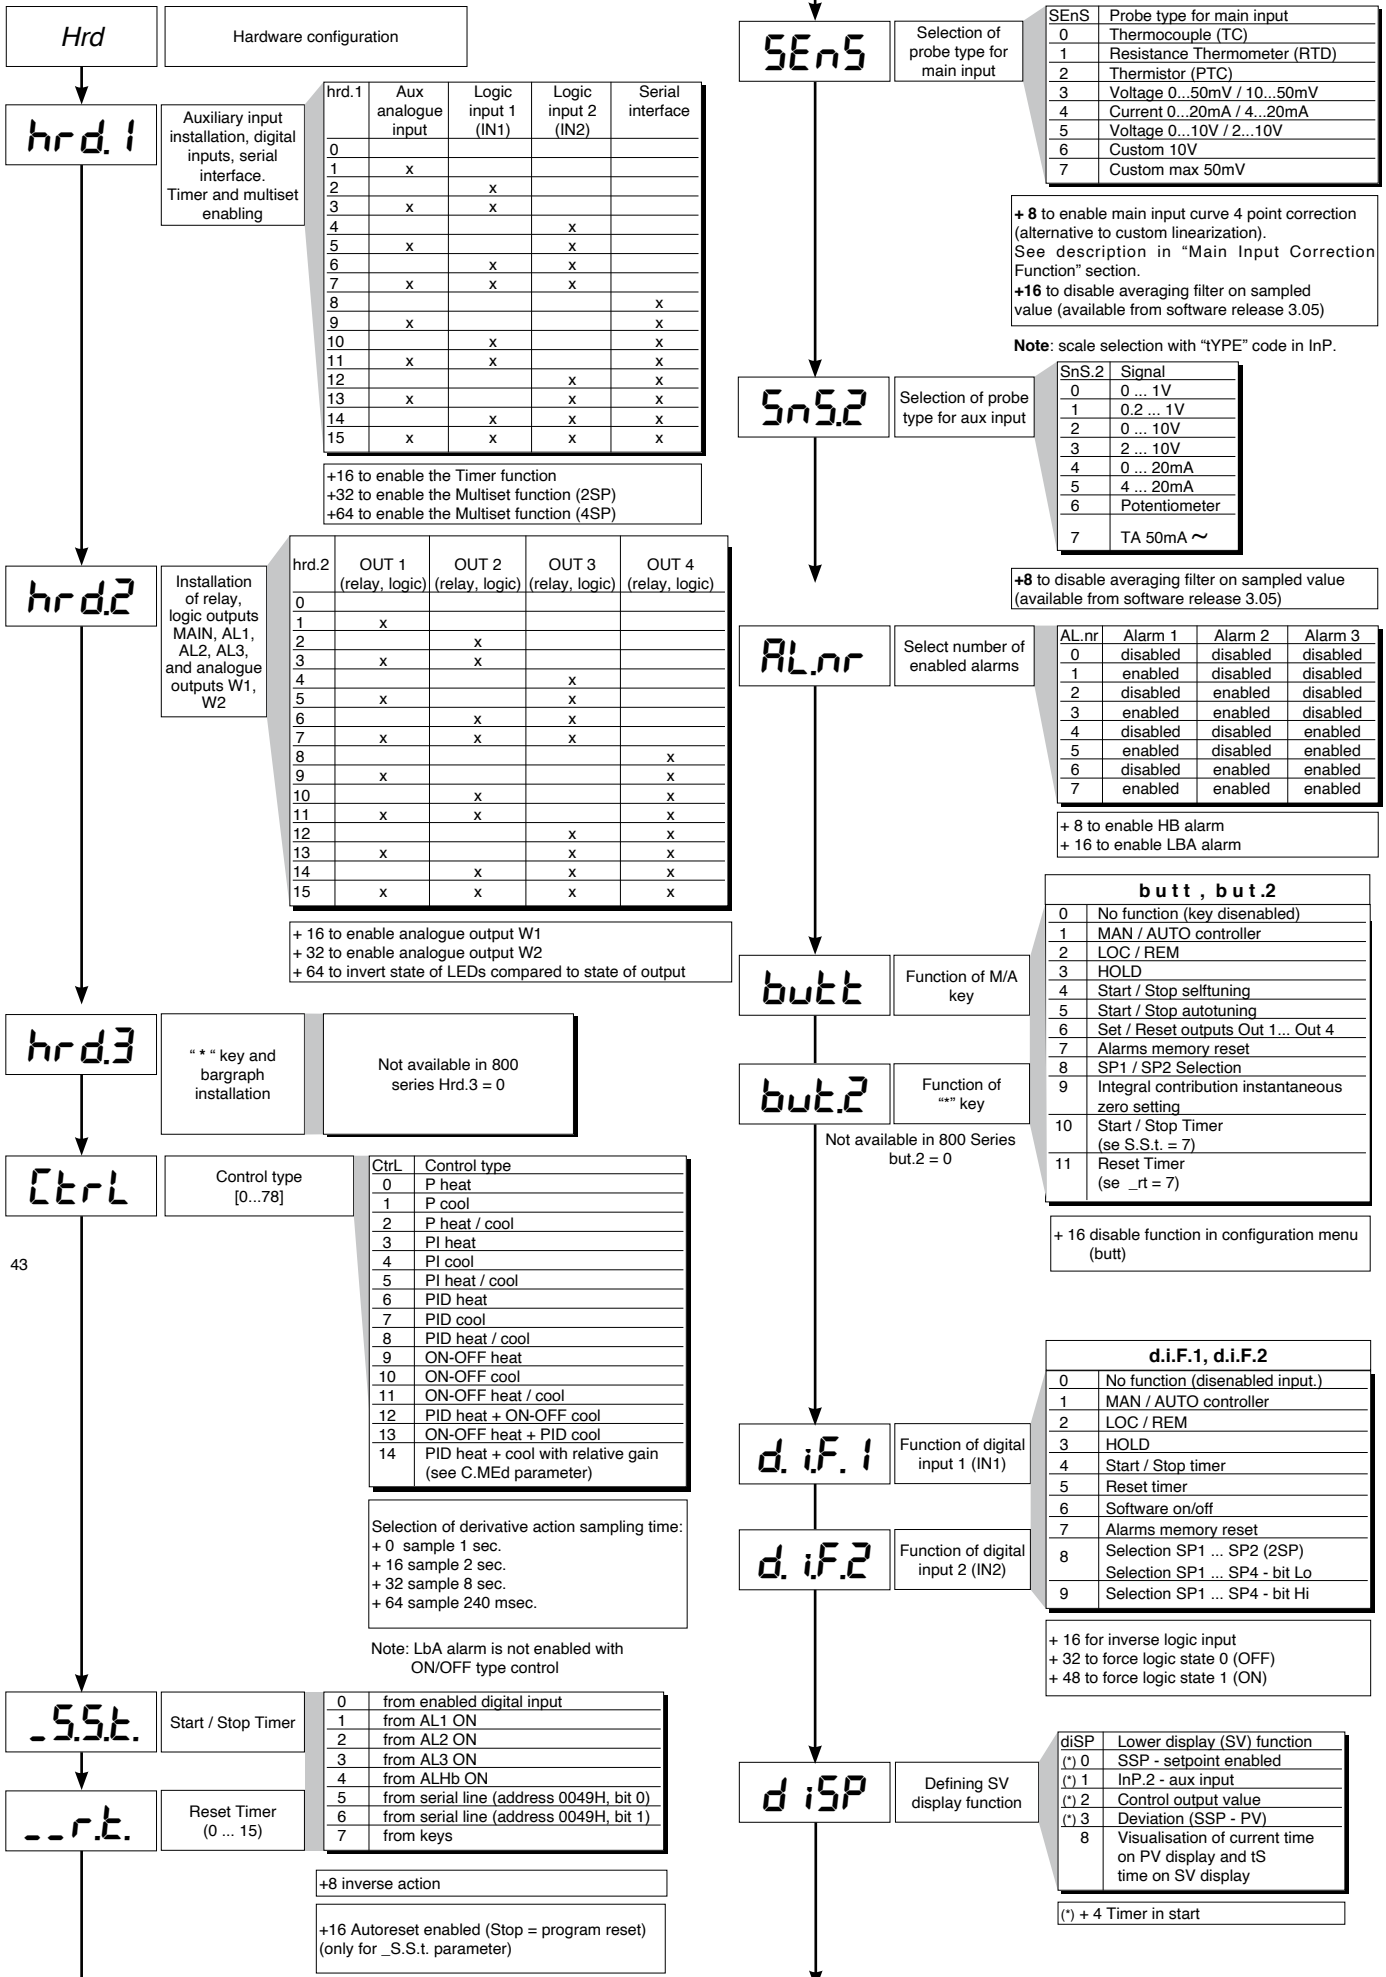 Hrd
Hardware configuration
hrd.1
Auxiliary input
installation, digital
inputs, serial
interface.
Timer and multiset
enabling
hrd.1 Aux analogue input Logic input 1 (IN1) Logic input 2 (IN2) Serial interface
0
1 x
2 x
3 x x
4 x
5 x x
6 x x
7 x x x
8 x
9 x x
10 x x
11 x x x
12 x x
13 x x x
14 x x x
15 x x x x
+16 to enable the Timer function
+32 to enable the Multiset function (2SP)
+64 to enable the Multiset function (4SP)
hrd.2
Installation
of relay,
logic outputs
MAIN, AL1,
AL2, AL3,
and analogue
outputs W1,
W2
hrd.2 OUT 1 OUT 2 OUT 3 OUT 4
(relay, logic) (relay, logic) (relay, logic) (relay, logic)
0
1 x
2 x
3 x x
4 x
5 x x
6 x x
7 x x x
8 x
9 x x
10 x x
11 x x x
12 x x
13 x x x
14 x x x
15 x x x x
+ 16 to enable analogue output W1
+ 32 to enable analogue output W2
+ 64 to invert state of LEDs compared to state of output
hrd.3
“ * “ key and
bargraph
installation
Not available in 800
series Hrd.3 = 0
CtrL
Control type
[0...78]
CtrL Control type
0 P heat
1 P cool
2 P heat / cool
3 PI heat
4 PI cool
5 PI heat / cool
6 PID heat
7 PID cool
8 PID heat / cool
9 ON-OFF heat
10 ON-OFF cool
11 ON-OFF heat / cool
12 PID heat + ON-OFF cool
13 ON-OFF heat + PID cool
14 PID heat + cool with relative gain
(see C.MEd parameter)
43
Selection of derivative action sampling time:
+ 0 sample 1 sec.
+ 16 sample 2 sec.
+ 32 sample 8 sec.
+ 64 sample 240 msec.
Note: LbA alarm is not enabled with
ON/OFF type control
_S.S.t.
Start / Stop Timer
__r.t.
Reset Timer
(0 ... 15)
0 from enabled digital input
1 from AL1 ON
2 from AL2 ON
3 from AL3 ON
4 from ALHb ON
5 from serial line (address 0049H, bit 0)
6 from serial line (address 0049H, bit 1)
7 from keys
+8 inverse action
+16 Autoreset enabled (Stop = program reset)
(only for _S.S.t. parameter)
SEnS
Selection of
probe type for
main input
SEnS Probe type for main input
0 Thermocouple (TC)
1 Resistance Thermometer (RTD)
2 Thermistor (PTC)
3 Voltage 0...50mV / 10...50mV
4 Current 0...20mA / 4...20mA
5 Voltage 0...10V / 2...10V
6 Custom 10V
7 Custom max 50mV
+ 8 to enable main input curve 4 point correction
(alternative to custom linearization).
See description in “Main Input Correction
Function” section.
+16 to disable averaging filter on sampled
value (available from software release 3.05)
Note: scale selection with “tYPE” code in InP.
SnS.2
Selection of probe
type for aux input
SnS.2 Signal
0 0 ... 1V
1 0.2 ... 1V
2 0 ... 10V
3 2 ... 10V
4 0 ... 20mA
5 4 ... 20mA
6 Potentiometer
7 TA 50mA ~
+8 to disable averaging filter on sampled value
(available from software release 3.05)
AL.nr
Select number of
enabled alarms
AL.nr Alarm 1 Alarm 2 Alarm 3
0 disabled disabled disabled
1 enabled disabled disabled
2 disabled enabled disabled
3 enabled enabled disabled
4 disabled disabled enabled
5 enabled disabled enabled
6 disabled enabled enabled
7 enabled enabled enabled
+ 8 to enable HB alarm
+ 16 to enable LBA alarm
butt
Function of M/A
key
but.2
Function of
“*” key
Not available in 800 Series
but.2 = 0
butt , but.2
0 No function (key disenabled)
1 MAN / AUTO controller
2 LOC / REM
3 HOLD
4 Start / Stop selftuning
5 Start / Stop autotuning
6 Set / Reset outputs Out 1... Out 4
7 Alarms memory reset
8 SP1 / SP2 Selection
9 Integral contribution instantaneous
zero setting
10 Start / Stop Timer
(se S.S.t. = 7)
11 Reset Timer
(se _rt = 7)
+ 16 disable function in configuration menu
(butt)
d.i.F.1
Function of digital
input 1 (IN1)
d.i.F.2
Function of digital
input 2 (IN2)
d.i.F.1, d.i.F.2
0 No function (disenabled input.)
1 MAN / AUTO controller
2 LOC / REM
3 HOLD
4 Start / Stop timer
5 Reset timer
6 Software on/off
7 Alarms memory reset
8 Selection SP1 ... SP2 (2SP)
Selection SP1 ... SP4 - bit Lo
9 Selection SP1 ... SP4 - bit Hi
+ 16 for inverse logic input
+ 32 to force logic state 0 (OFF)
+ 48 to force logic state 1 (ON)
diSP
Defining SV
display function
diSP Lower display (SV) function
(*) 0 SSP - setpoint enabled
(*) 1 InP.2 - aux input
(*) 2 Control output value
(*) 3 Deviation (SSP - PV)
8 Visualisation of current time
on PV display and tS
time on SV display
(*) + 4 Timer in start